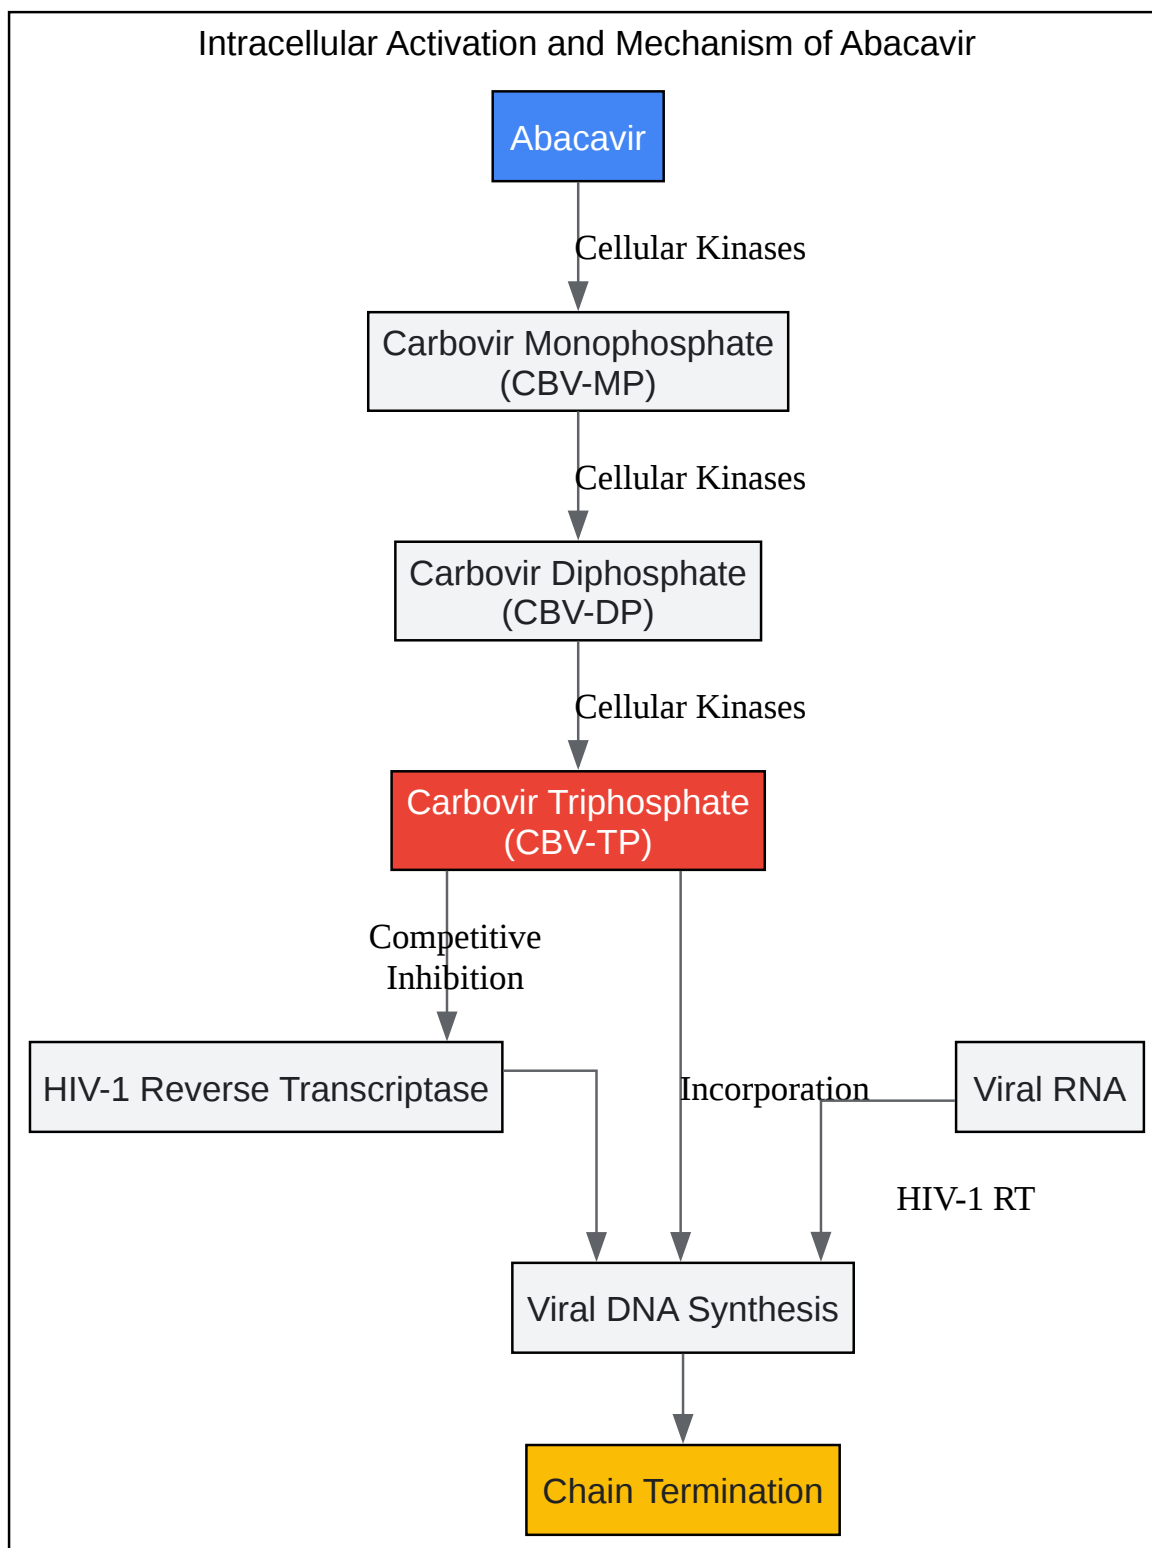 Intracellular Activation and Mechanism of Abacavir
Abacavir
Cellular Kinases
Carbovir Monophosphate
(CBV-MP)
Cellular Kinases
Carbovir Diphosphate
(CBV-DP)
Cellular Kinases
Carbovir Triphosphate
(CBV-TP)
Competitive
Inhibition
HIV-1 Reverse Transcriptase
Incorporation
Viral RNA
HIV-1 RT
Viral DNA Synthesis
Chain Termination